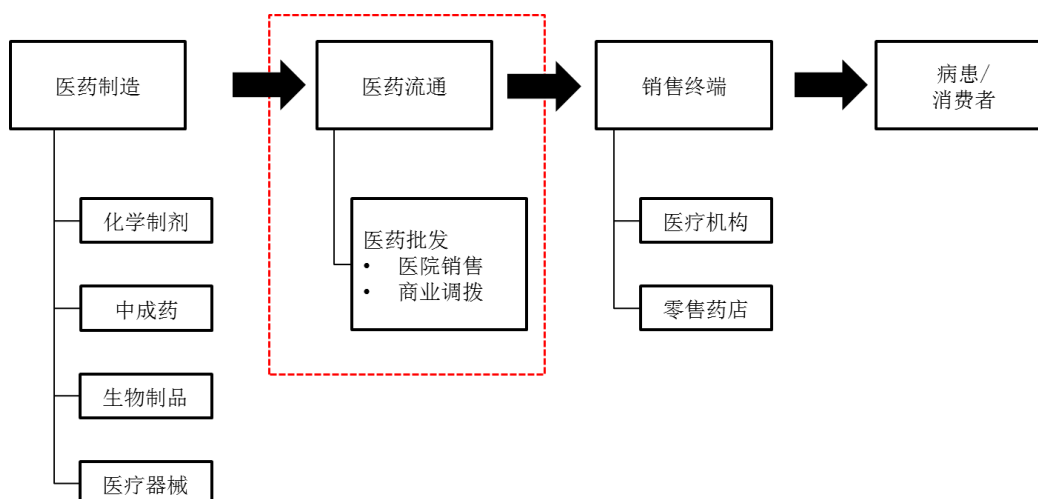 医药制造
医药流通
销售终端
病患/
消费者
化学制剂
中成药
生物制品
医疗器械
医药批发
• 医院销售
• 商业调拨
医疗机构
零售药店